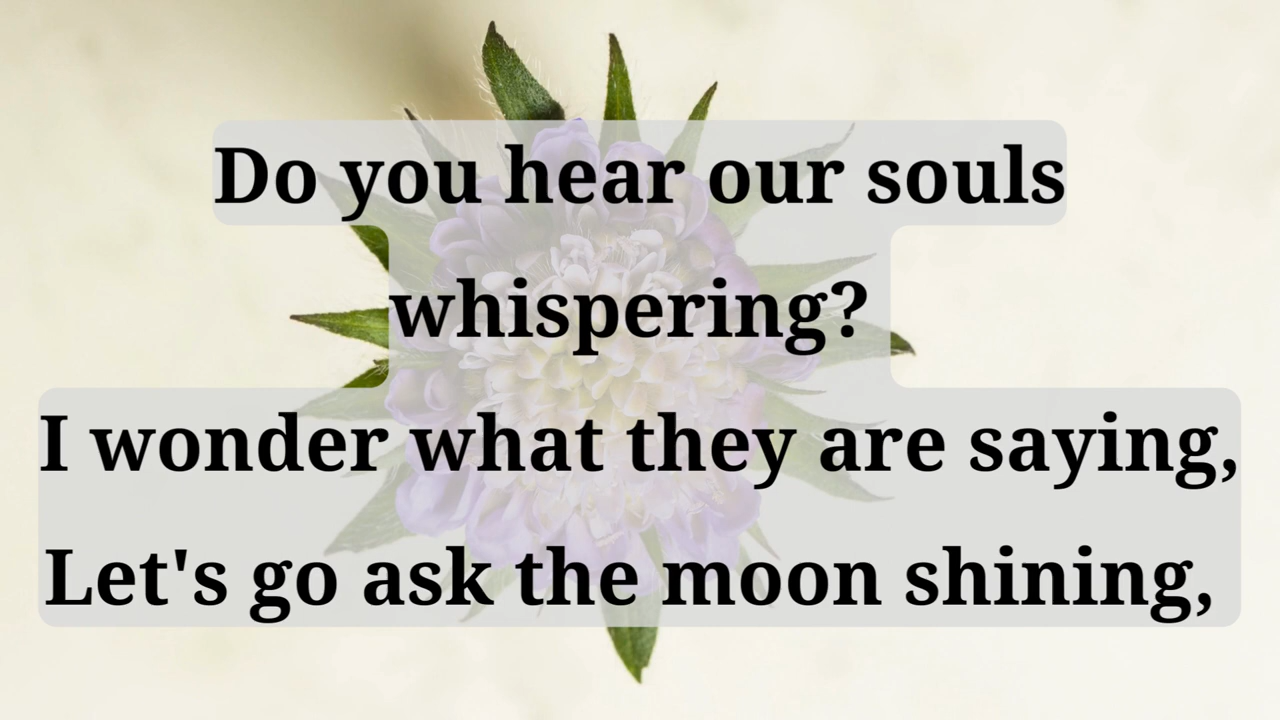 Do you hear our souls
whispering?
I wonder what they are saying,
Let's go ask the moon shining,